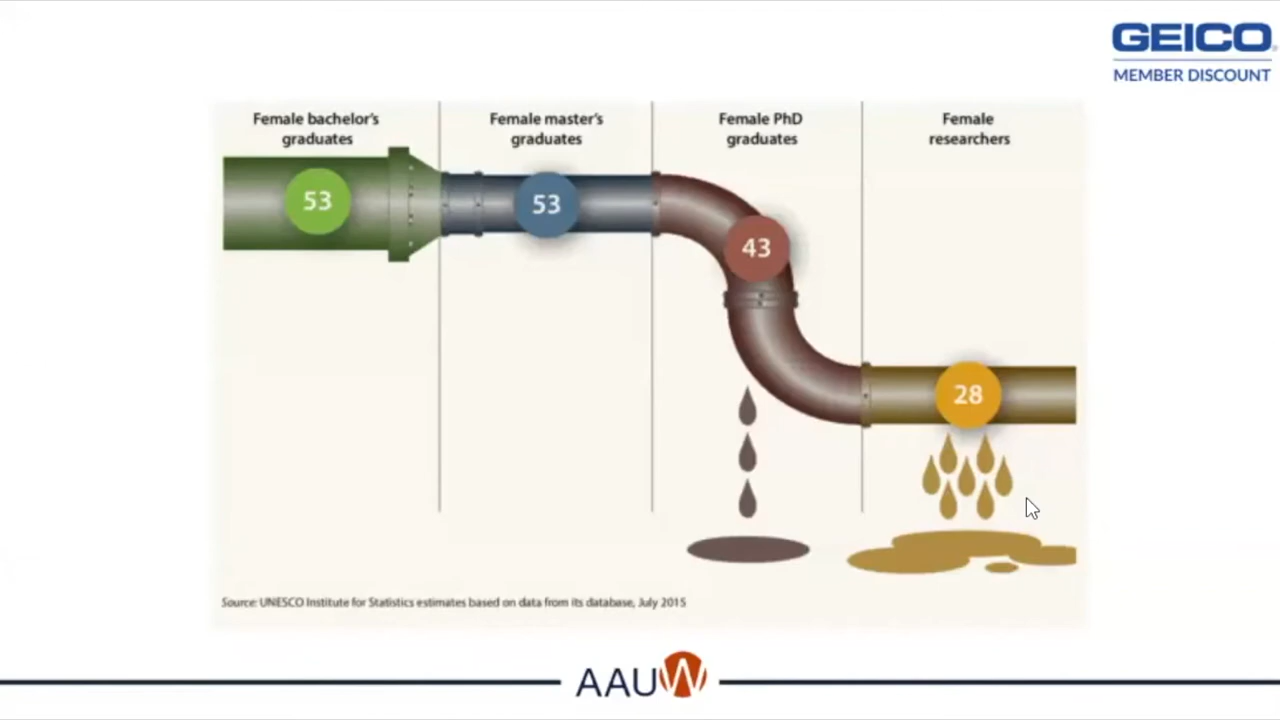 GEICO
MEMBER DISCOUNT
Female bachelor's
graduates
Female master's
graduates
Female PhD
graduates
Female
researchers
53
53
43
28
Source: UNESCO Institute for Statistics estimates based on data from its database, July 2015
AAUW